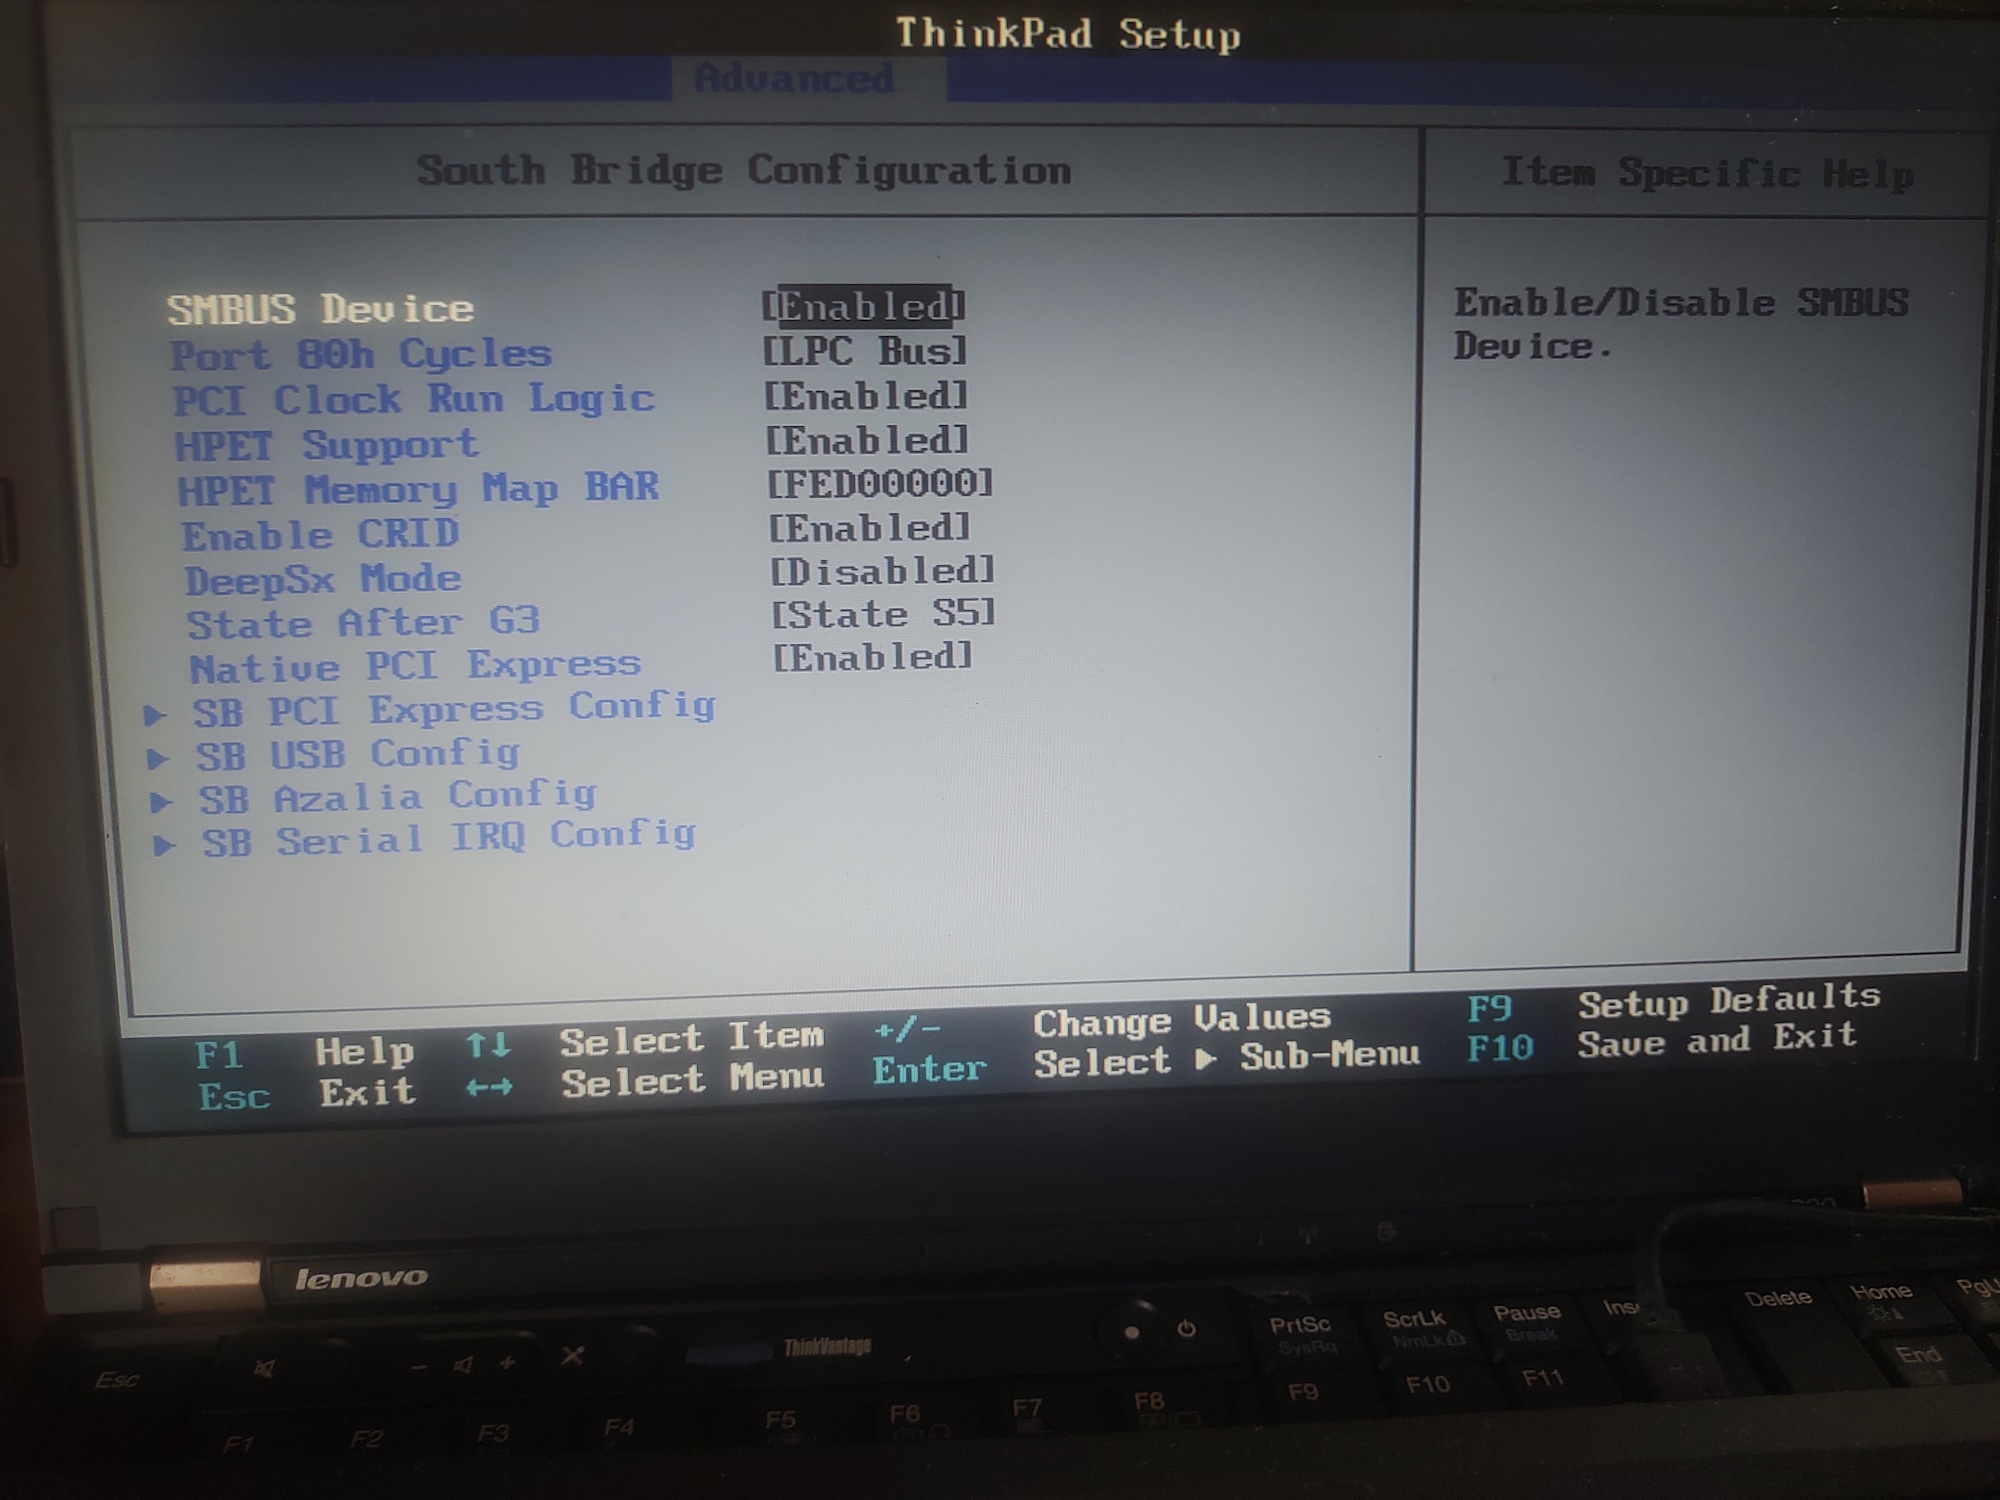 ThinkPad Setup
Advanced
South Bridge Configuration
Item Specific Help
SMBUS Device [Enabled]
Port 80h Cycles [LPC Bus]
PCI Clock Run Logic [Enabled]
HPET Support [Enabled]
HPET Memory Map BAR [FED00000]
Enable CRID [Enabled]
DeepSx Mode [Disabled]
State After G3 [State S5]
Native PCI Express [Enabled]
▶ SB PCI Express Config
▶ SB USB Config
▶ SB Azalia Config
▶ SB Serial IRQ Config
Enable/Disable SMBUS
Device.
F1 Help ↑↓ Select Item +/- Change Values F9 Setup Defaults
Esc Exit ←→ Select Menu Enter Select ▶ Sub-Menu F10 Save and Exit
lenovo
ThinkVantage
Esc - + PrtSc ScrLk Pause Ins Delete Home PgU
SysRq NmLk Break
End
F1 F2 F3 F4 F5 F6 F7 F8 F9 F10 F11